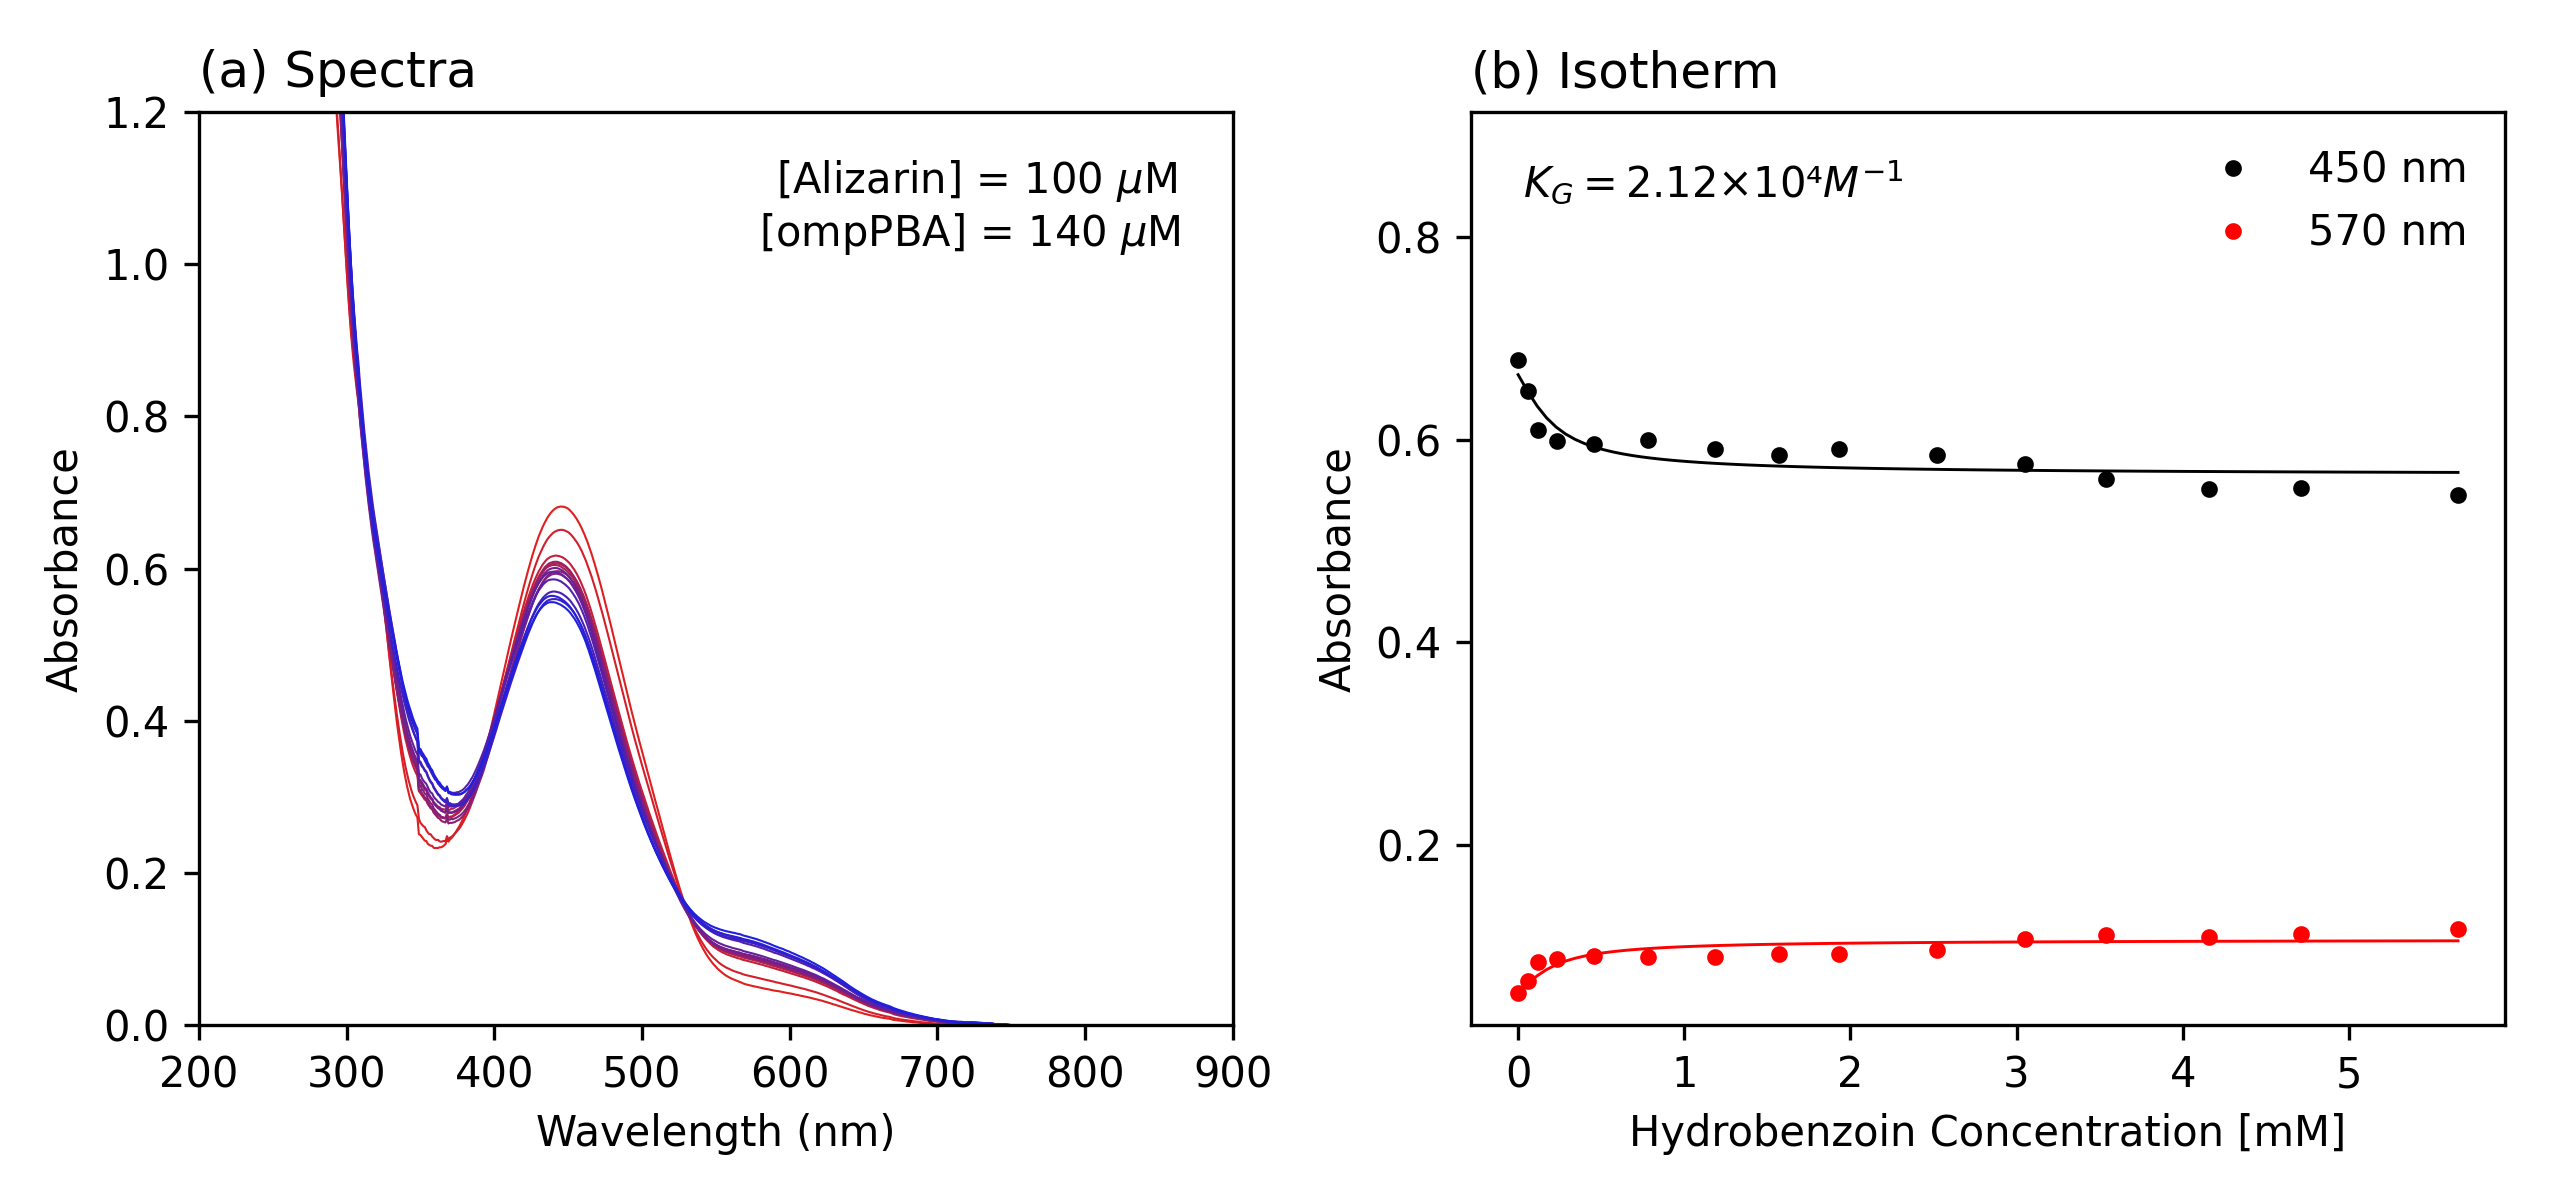 (a) Spectra
1.2
1.0
0.8
0.6
0.4
0.2
0.0
Absorbance
[Alizarin] = 100 μM
[ompPBA] = 140 μM
200 300 400 500 600 700 800 900
Wavelength (nm)
(b) Isotherm
0.8
0.6
0.4
0.2
Absorbance
K_G = 2.12×10⁴M⁻¹
450 nm
570 nm
0 1 2 3 4 5
Hydrobenzoin Concentration [mM]